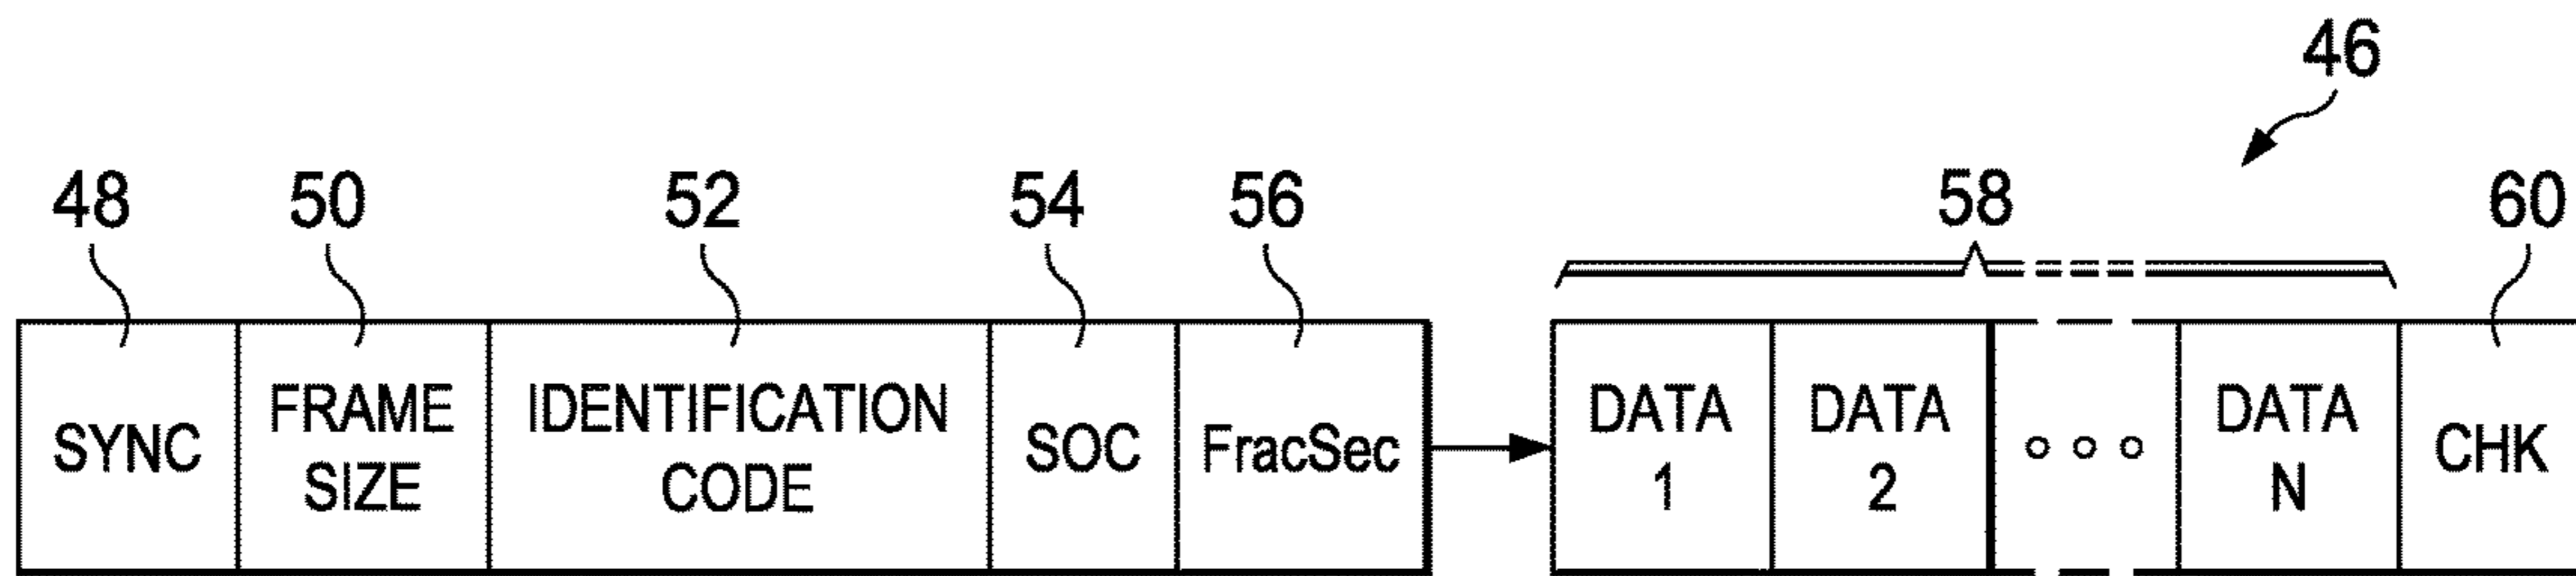 46
48
50
52
54
56
58
60
SYNC
FRAME
SIZE
IDENTIFICATION
CODE
SOC
FracSec
DATA
1
DATA
2
DATA
N
CHK